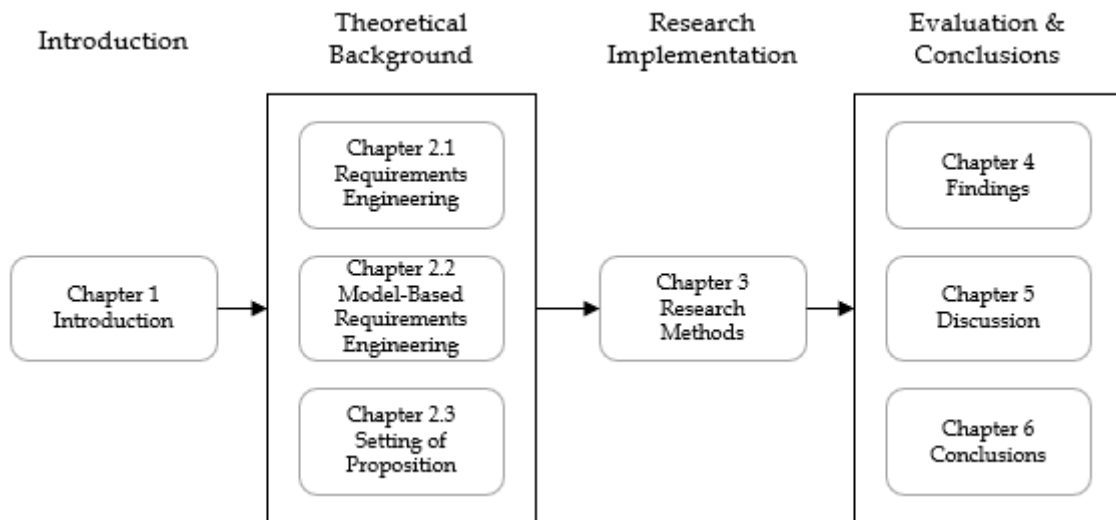 Introduction
Theoretical
Background
Research
Implementation
Evaluation &
Conclusions
Chapter 1
Introduction
Chapter 2.1
Requirements
Engineering
Chapter 2.2
Model-Based
Requirements
Engineering
Chapter 2.3
Setting of
Proposition
Chapter 3
Research
Methods
Chapter 4
Findings
Chapter 5
Discussion
Chapter 6
Conclusions